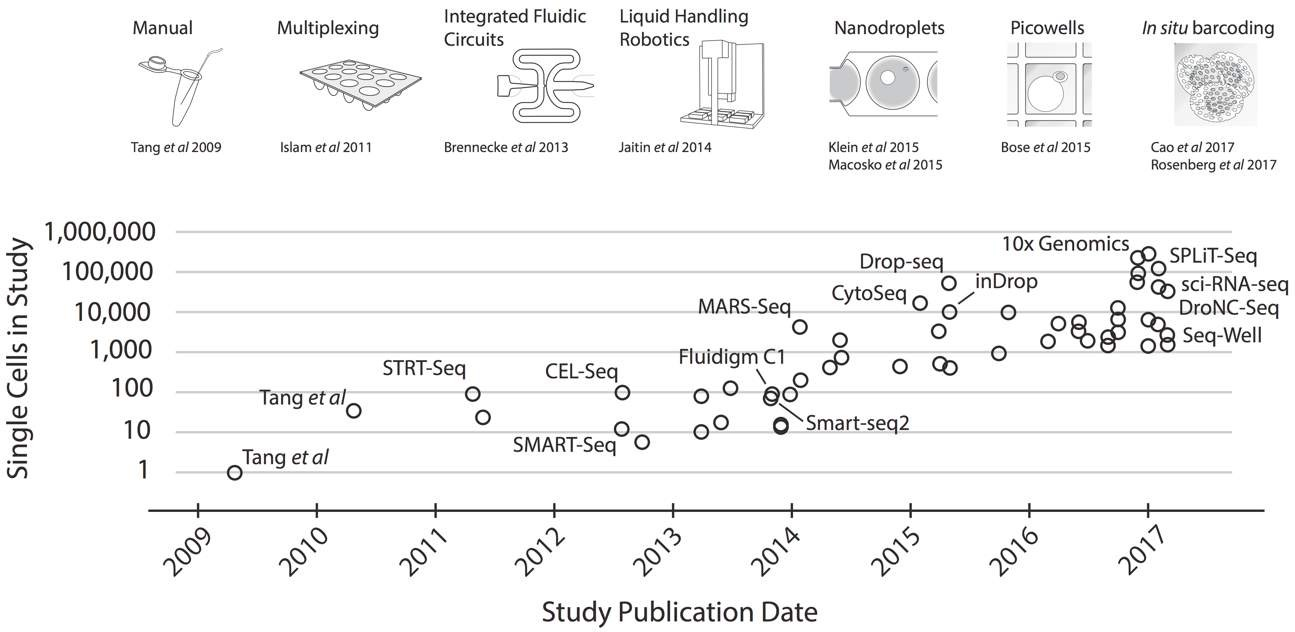 Manual
Multiplexing
Integrated Fluidic
Circuits
Liquid Handling
Robotics
Nanodroplets
Picowells
In situ barcoding
Tang et al 2009
Islam et al 2011
Brennecke et al 2013
Jaitin et al 2014
Klein et al 2015
Macosko et al 2015
Bose et al 2015
Cao et al 2017
Rosenberg et al 2017
Single Cells in Study
1,000,000
100,000
10,000
1,000
100
10
1
Tang et al
Tang et al
STRT-Seq
CEL-Seq
SMART-Seq
Fluidigm C1
Smart-seq2
MARS-Seq
CytoSeq
Drop-seq
inDrop
10x Genomics
SPLiT-Seq
sci-RNA-seq
DroNC-Seq
Seq-Well
2009
2010
2011
2012
2013
2014
2015
2016
2017
Study Publication Date